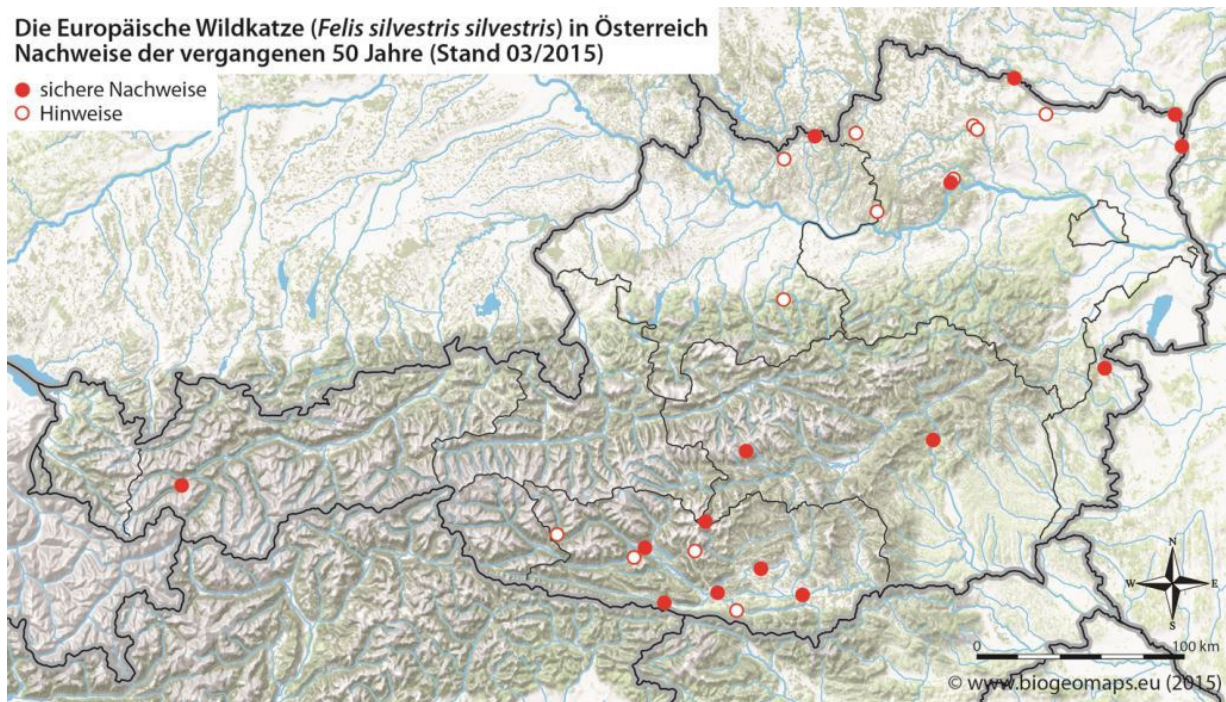 Die Europäische Wildkatze (Felis silvestris silvestris) in Österreich
Nachweise der vergangenen 50 Jahre (Stand 03/2015)
sichere Nachweise
Hinweise
N
W E
S
0 100 km
© www.biogeomaps.eu (2015)